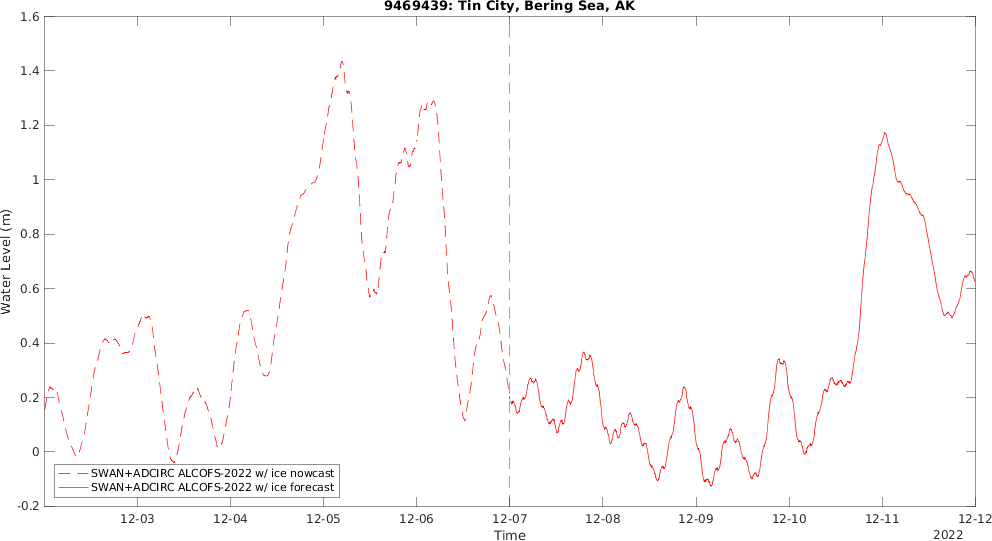 9469439: Tin City, Bering Sea, AK
1.6
1.4
1.2
1
0.8
0.6
0.4
0.2
0
-0.2
Water Level (m)
SWAN+ADCIRC ALCOFS-2022 w/ ice nowcast
SWAN+ADCIRC ALCOFS-2022 w/ ice forecast
12-03 12-04 12-05 12-06 12-07 12-08 12-09 12-10 12-11 12-12
Time
2022